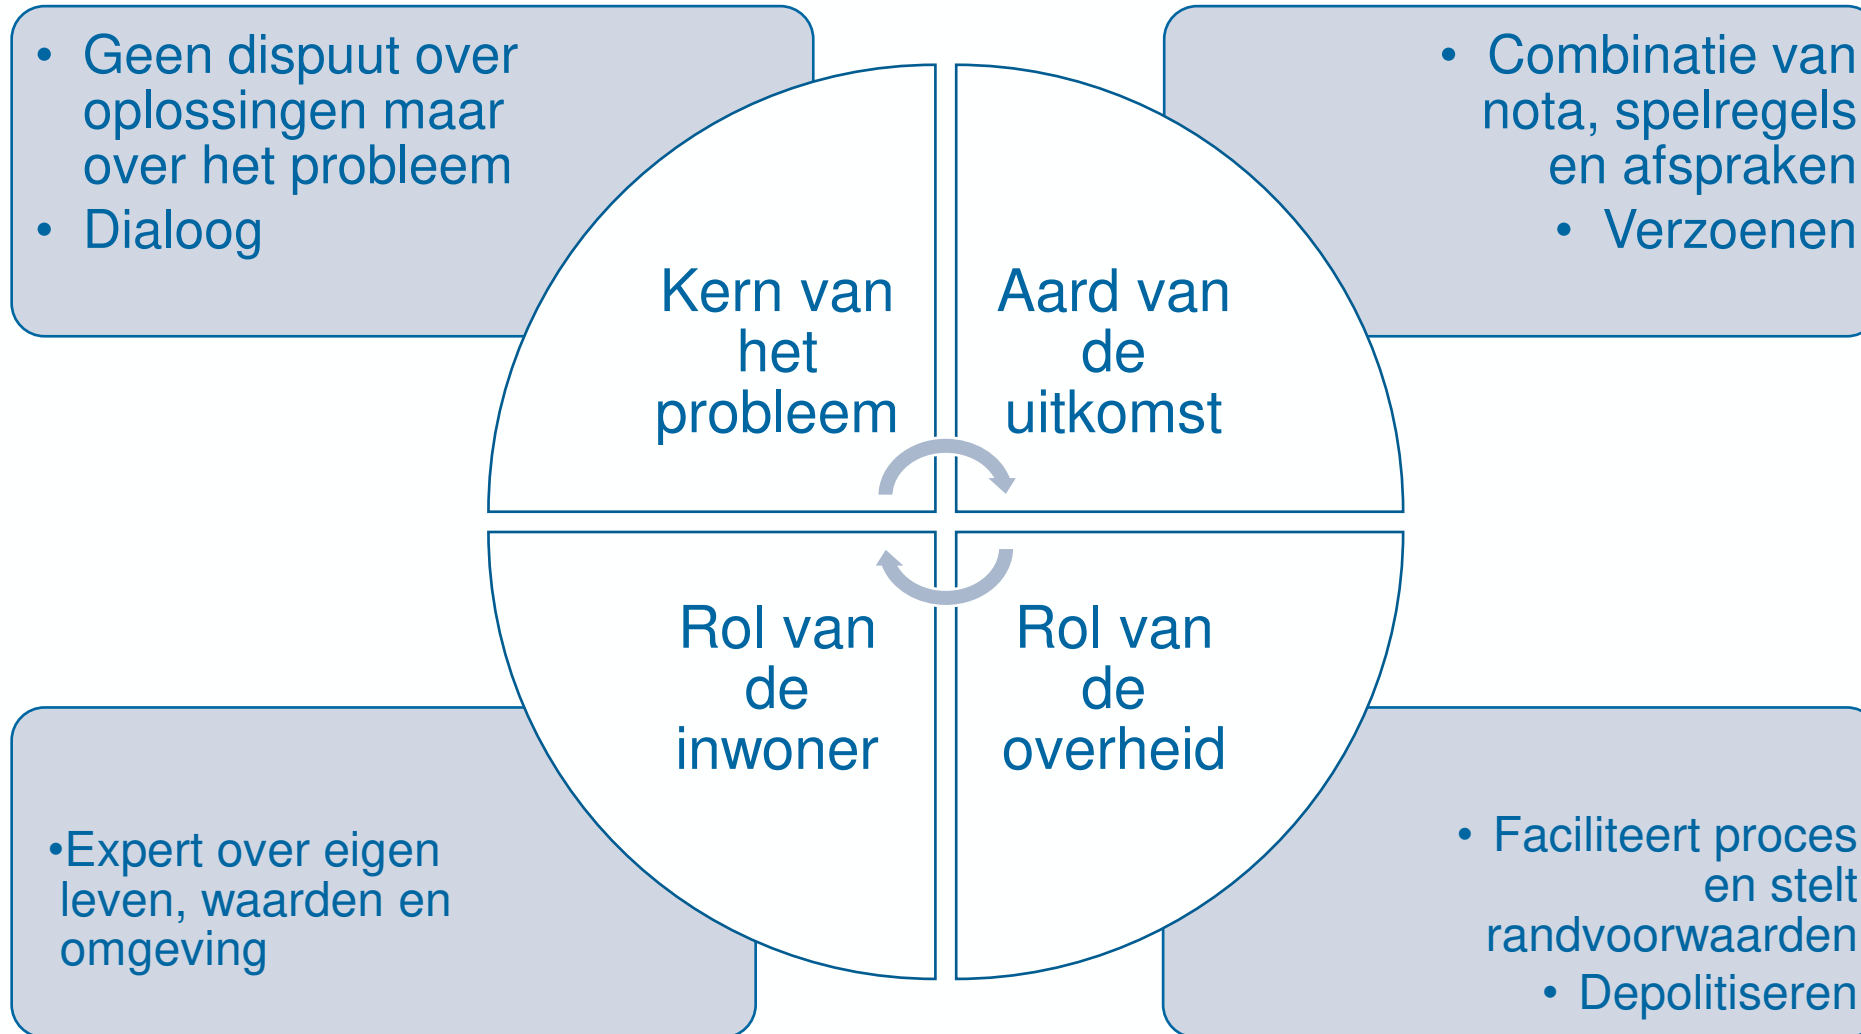 • Geen dispuut over
oplossingen maar
over het probleem
• Dialoog
• Combinatie van
nota, spelregels
en afspraken
• Verzoenen
Kern van
het
probleem
Aard van
de
uitkomst
Rol van
de
inwoner
Rol van
de
overheid
•Expert over eigen
leven, waarden en
omgeving
• Faciliteert proces
en stelt
randvoorwaarden
• Depolitiseren